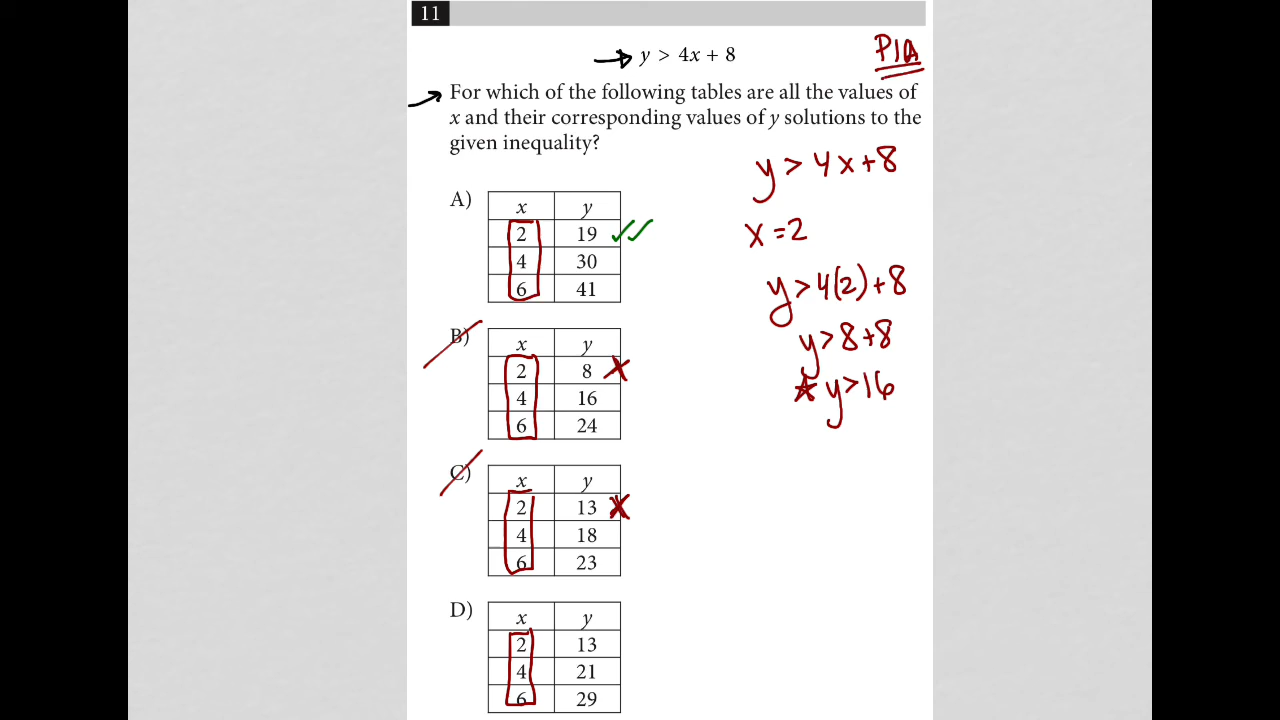 11
y > 4x + 8
PIA
For which of the following tables are all the values of
x and their corresponding values of y solutions to the
given inequality?
y > 4x+8
x = 2
y > 4(2) + 8
y > 8+8
y > 16
A)
x y
2 19
4 30
6 41
B)
x y
2 8
4 16
6 24
C)
x y
2 13
4 18
6 23
D)
x y
2 13
4 21
6 29